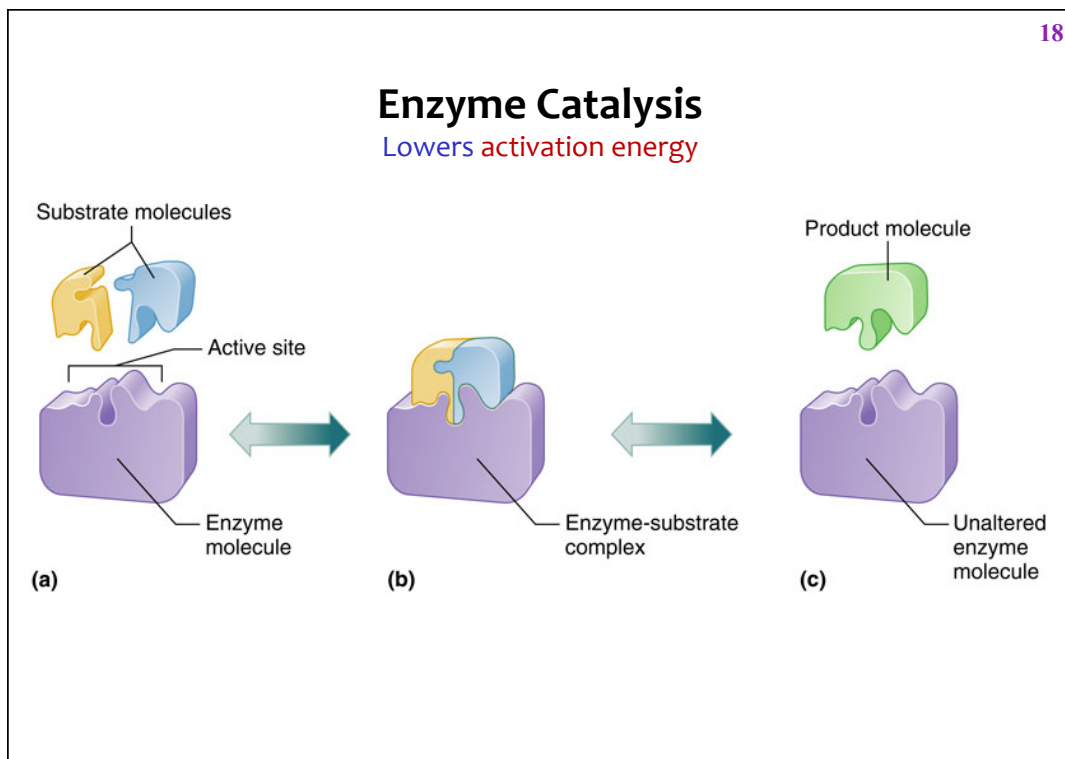 18
Enzyme Catalysis
Lowers activation energy
Substrate molecules
Product molecule
Active site
Enzyme
molecule
Enzyme-substrate
complex
Unaltered
enzyme
molecule
(a)
(b)
(c)